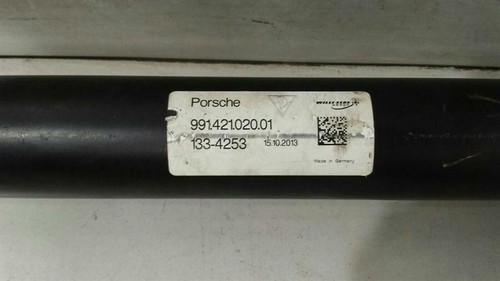 Porsche
991.421.020.01
133-4253 15.10.2013
Made in Germany